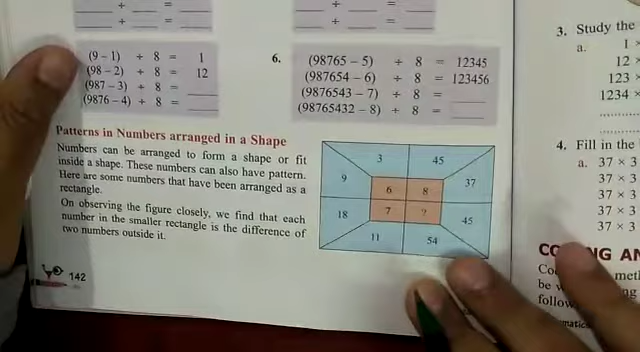 + =
+ =
+ =
+ =
(9 – 1) ÷ 8 = 1
(98 – 2) ÷ 8 = 12
(987 – 3) ÷ 8 =
(9876 – 4) ÷ 8 =
6.
(98765 – 5) ÷ 8 = 12345
(987654 – 6) ÷ 8 = 123456
(9876543 – 7) ÷ 8 =
(98765432 – 8) ÷ 8 =
Patterns in Numbers arranged in a Shape
Numbers can be arranged to form a shape or fit
inside a shape. These numbers can also have pattern.
Here are some numbers that have been arranged as a
rectangle.
On observing the figure closely, we find that each
number in the smaller rectangle is the difference of
two numbers outside it.
3 45
9 6 8 37
18 7 ? 45
11 54
142
3. Study the
a. 1
12 ×
123 ×
1234 ×
4. Fill in the
a. 37 × 3
37 × 3
37 × 3
37 × 3
37 × 3